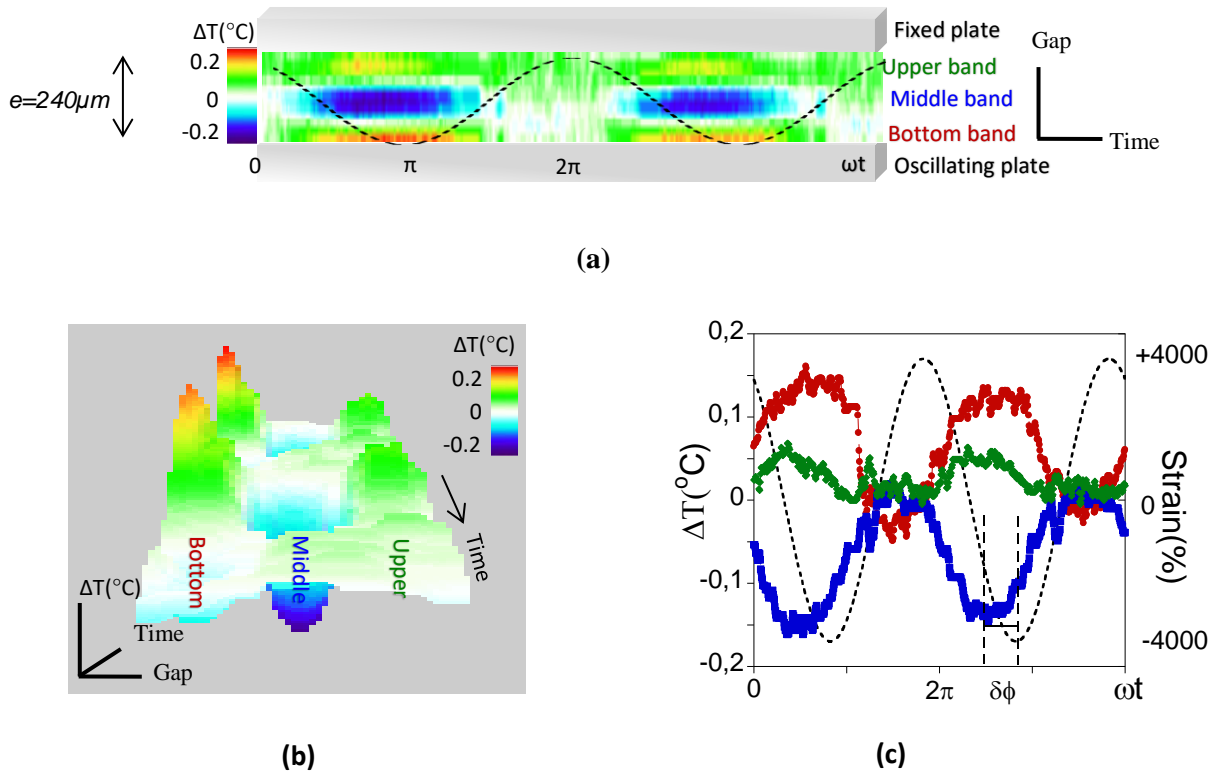 ΔT(°C)
0.2
0
-0.2
e=240µm
Fixed plate
Upper band
Middle band
Bottom band
Oscillating plate
Gap
Time
0
π
2π
ωt
(a)
ΔT(°C)
0.2
0
-0.2
Bottom
Middle
Upper
Time
ΔT(°C)
Time
Gap
(b)
0,2
0,1
0
-0,1
-0,2
ΔT(°C)
+4000
0
-4000
Strain(%)
0
2π
δϕ
ωt
(c)